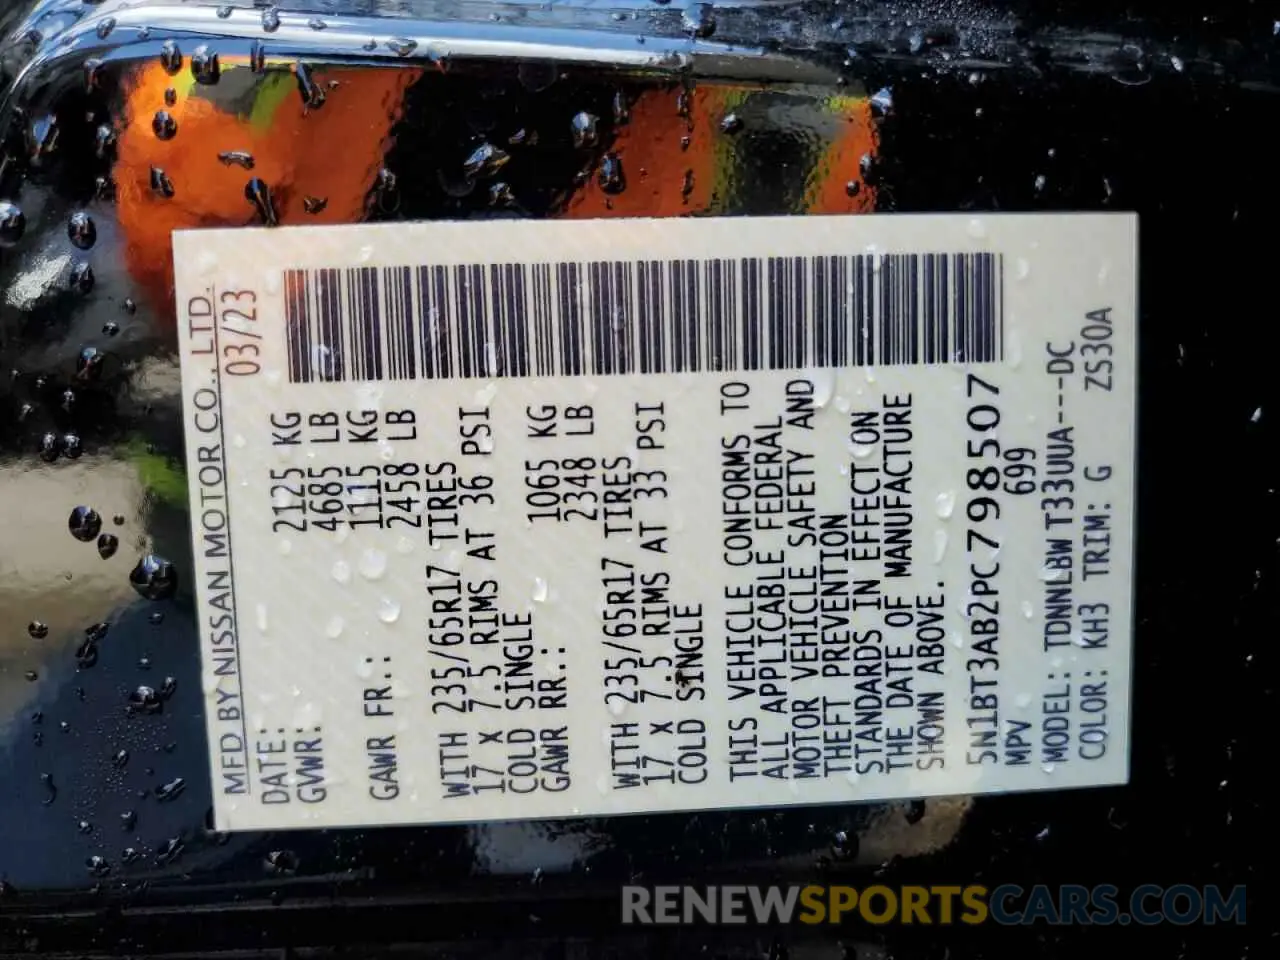 MFD BY NISSAN MOTOR CO., LTD.
DATE: 03/23
GVWR: 2125 KG
4685 LB
GAWR FR.: 1115 KG
2458 LB
WITH 235/65R17 TIRES
17 X 7.5 RIMS AT 36 PSI
COLD SINGLE
GAWR RR.: 1065 KG
2348 LB
WITH 235/65R17 TIRES
17 X 7.5 RIMS AT 33 PSI
COLD SINGLE
THIS VEHICLE CONFORMS TO
ALL APPLICABLE FEDERAL
MOTOR VEHICLE SAFETY AND
THEFT PREVENTION
STANDARDS IN EFFECT ON
THE DATE OF MANUFACTURE
SHOWN ABOVE.
5N1BT3AB2PC798507
MPV 699
MODEL: TDNNLBW T33UUA---DC
COLOR: KH3 TRIM: G ZS30A
RENEWSPORTSCARS.COM